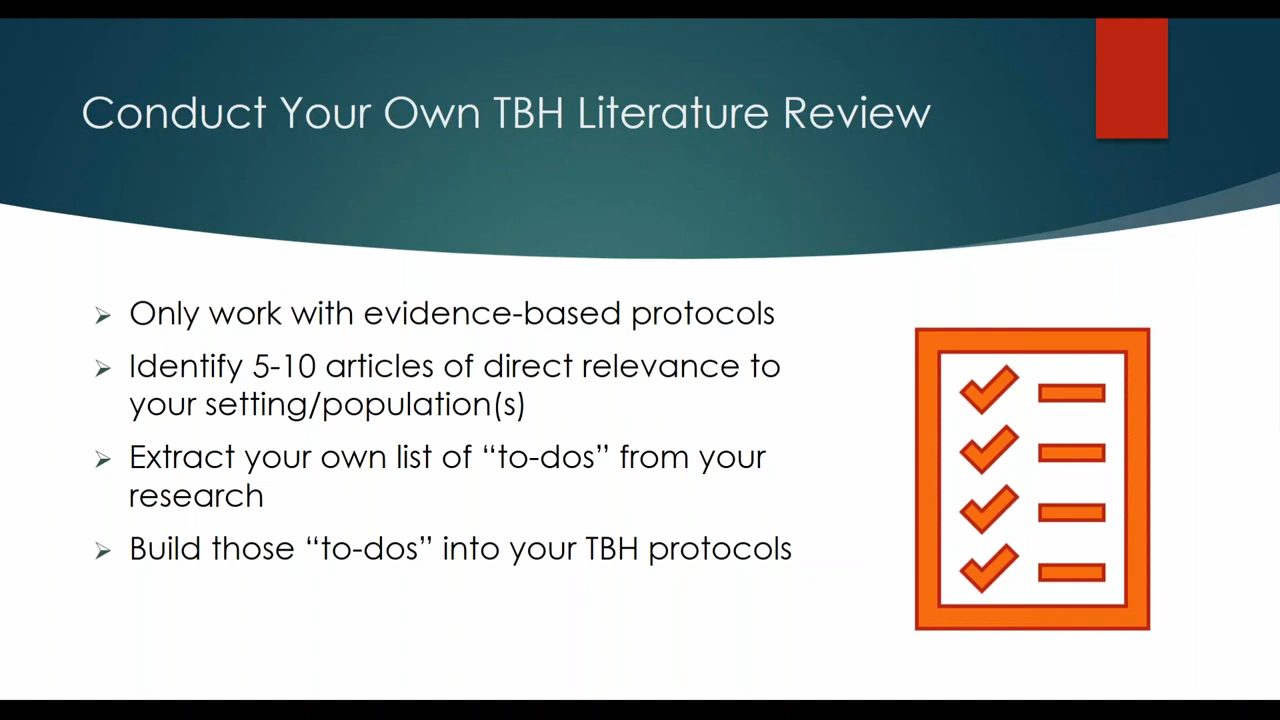 Conduct Your Own TBH Literature Review
Only work with evidence-based protocols
Identify 5-10 articles of direct relevance to
your setting/population(s)
Extract your own list of “to-dos” from your
research
Build those “to-dos” into your TBH protocols